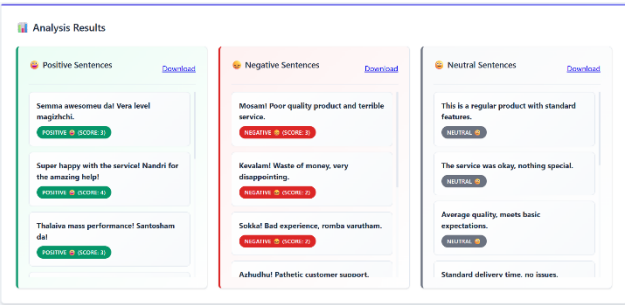 Analysis Results
Positive Sentences
Download
Semma awesomeu da! Vera level
magizhchi.
POSITIVE (SCORE: 3)
Super happy with the service! Nandri for
the amazing help!
POSITIVE (SCORE: 4)
Thalaiva mass performance! Santosham
da!
POSITIVE (SCORE: 3)
Negative Sentences
Download
Mosam! Poor quality product and terrible
service.
NEGATIVE (SCORE: 3)
Kevalam! Waste of money, very
disappointing.
NEGATIVE (SCORE: 2)
Sokka! Bad experience, romba varutham.
NEGATIVE (SCORE: 2)
Azhudhu! Pathetic customer support.
Neutral Sentences
Download
This is a regular product with standard
features.
NEUTRAL
The service was okay, nothing special.
NEUTRAL
Average quality, meets basic
expectations.
NEUTRAL
Standard delivery time, no issues.